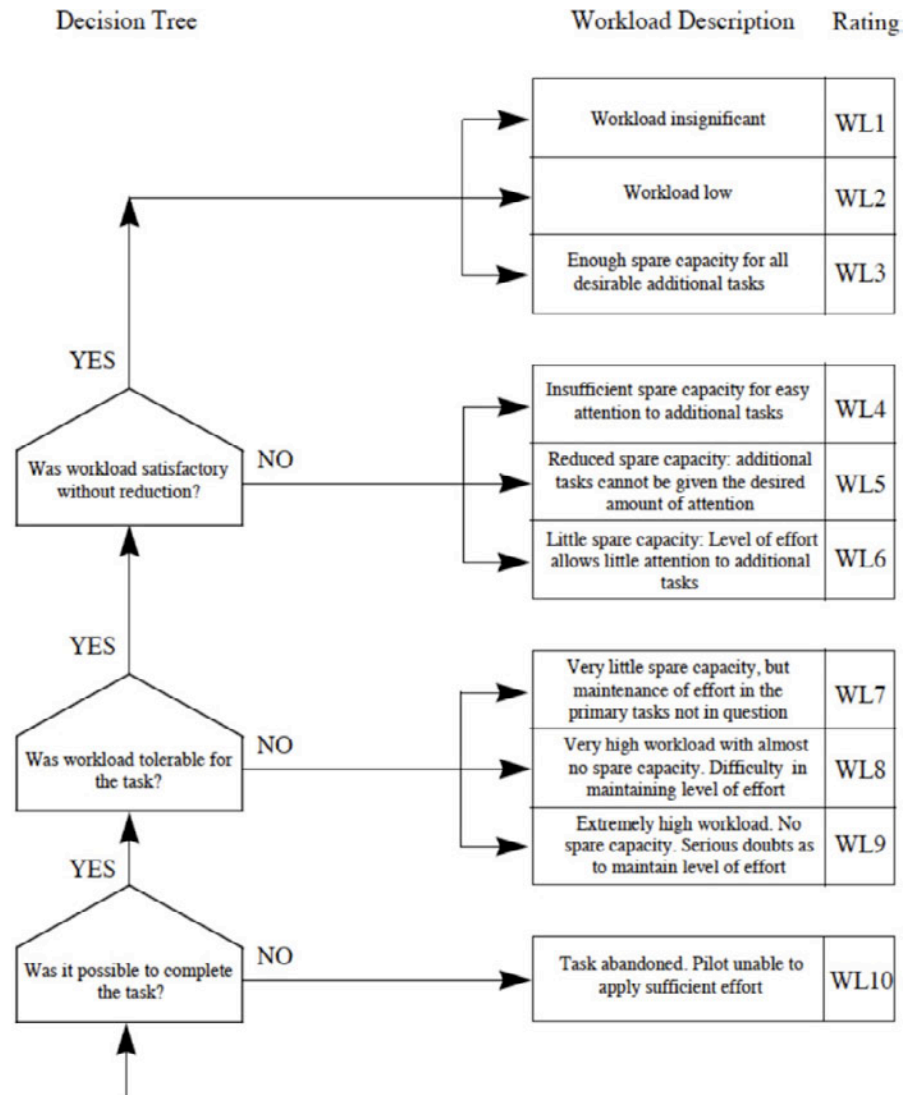 Decision Tree
Workload Description
Rating
Workload insignificant
WL1
Workload low
WL2
Enough spare capacity for all
desirable additional tasks
WL3
YES
Was workload satisfactory
without reduction?
NO
Insufficient spare capacity for easy
attention to additional tasks
WL4
Reduced spare capacity: additional
tasks cannot be given the desired
amount of attention
WL5
Little spare capacity: Level of effort
allows little attention to additional
tasks
WL6
YES
Was workload tolerable for
the task?
NO
Very little spare capacity, but
maintenance of effort in the
primary tasks not in question
WL7
Very high workload with almost
no spare capacity. Difficulty in
maintaining level of effort
WL8
Extremely high workload. No
spare capacity. Serious doubts as
to maintain level of effort
WL9
YES
Was it possible to complete
the task?
NO
Task abandoned. Pilot unable to
apply sufficient effort
WL10